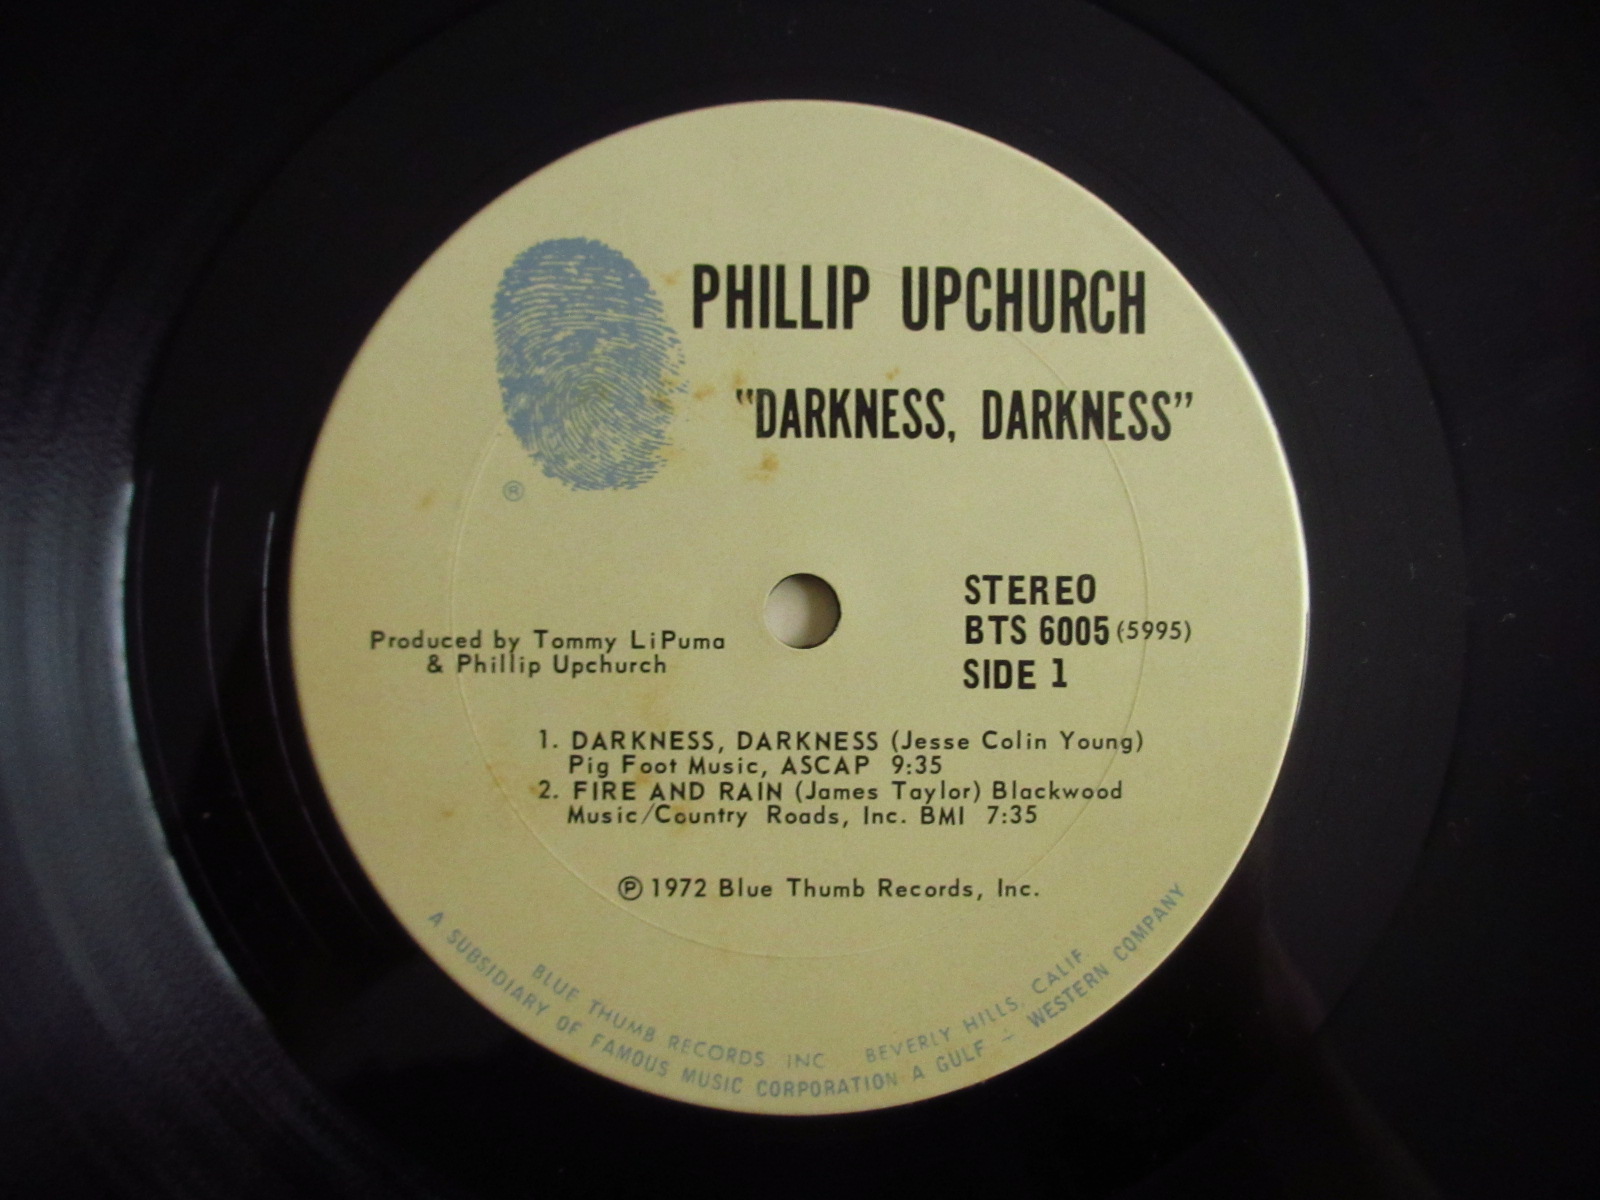 PHILLIP UPCHURCH
"DARKNESS, DARKNESS"
®
STEREO
BTS 6005 (5995)
SIDE 1
Produced by Tommy LiPuma
& Phillip Upchurch
1. DARKNESS, DARKNESS (Jesse Colin Young)
Pig Foot Music, ASCAP 9:35
2. FIRE AND RAIN (James Taylor) Blackwood
Music/Country Roads, Inc. BMI 7:35
℗ 1972 Blue Thumb Records, Inc.
BLUE THUMB RECORDS INC BEVERLY HILLS, CALIF
A SUBSIDIARY OF FAMOUS MUSIC CORPORATION A GULF - WESTERN COMPANY